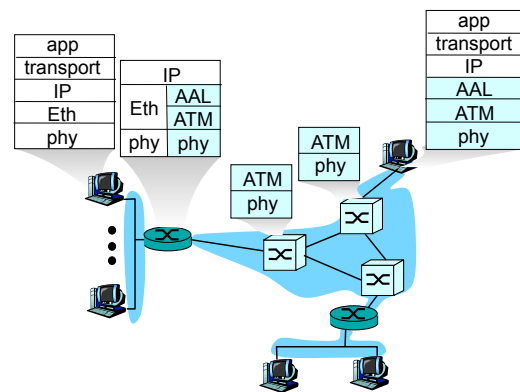 app
transport
IP
Eth
phy
IP
Eth
AAL
ATM
phy
phy
ATM
phy
ATM
phy
app
transport
IP
AAL
ATM
phy